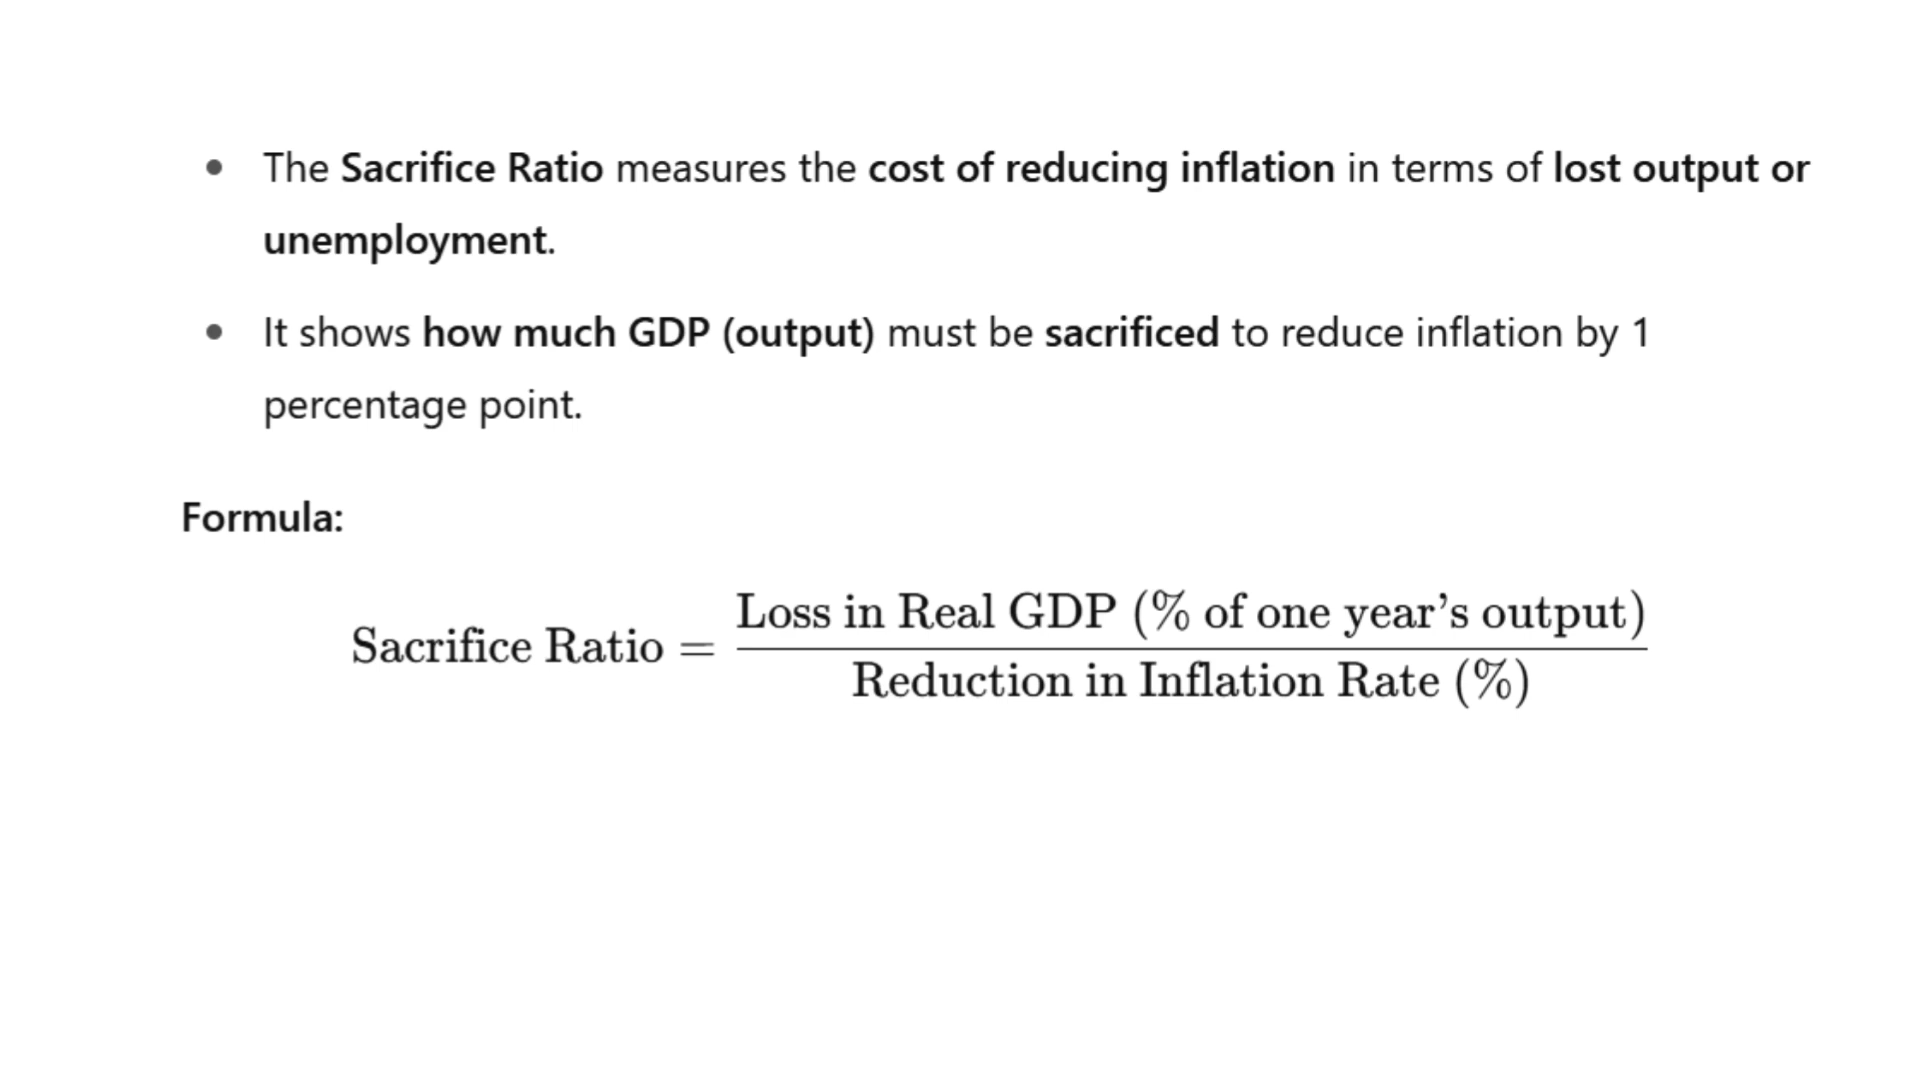 The Sacrifice Ratio measures the cost of reducing inflation in terms of lost output or
unemployment.
It shows how much GDP (output) must be sacrificed to reduce inflation by 1
percentage point.
Formula:
Sacrifice Ratio = Loss in Real GDP (% of one year’s output)
Reduction in Inflation Rate (%)